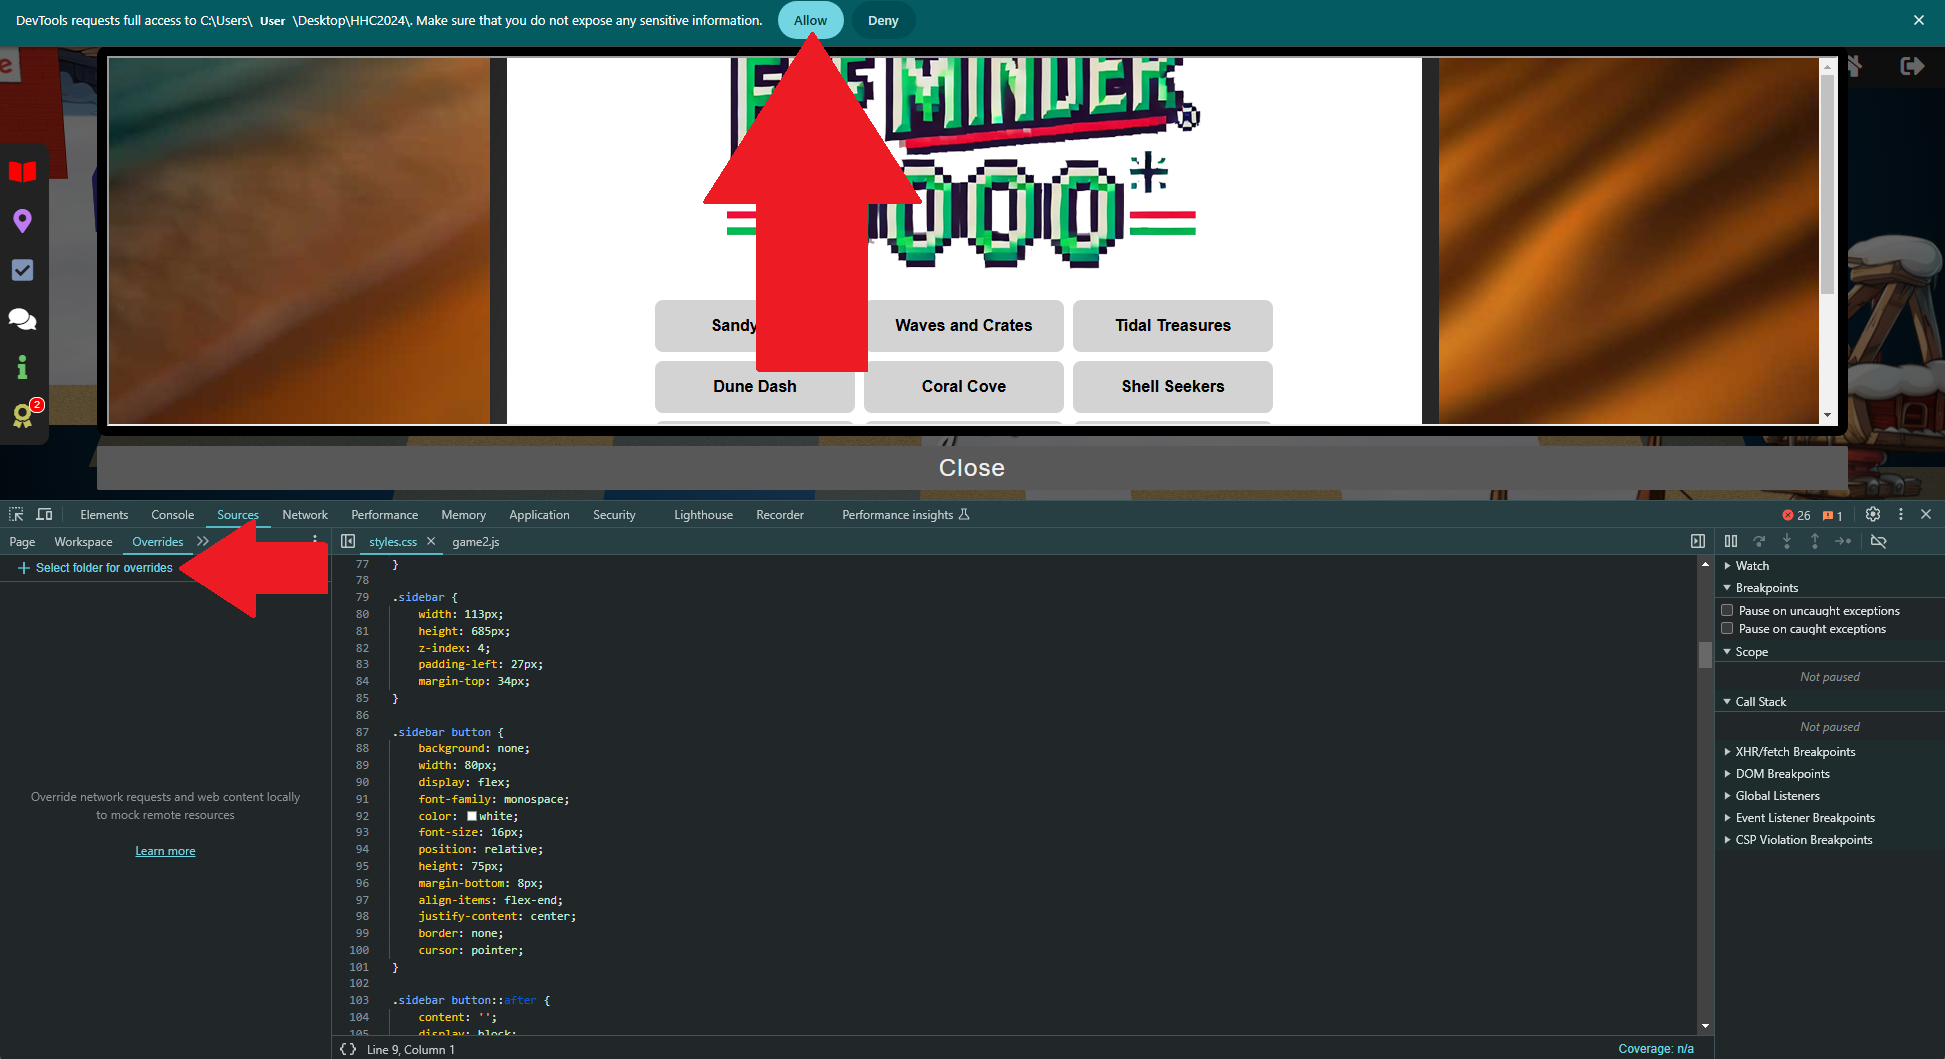 DevTools requests full access to C:\Users\ User \Desktop\HHC2024\. Make sure that you do not expose any sensitive information. Allow Deny
MINDER
000*
Sandy
Waves and Crates
Tidal Treasures
Dune Dash
Coral Cove
Shell Seekers
2
Close
Elements Console Sources Network Performance Memory Application Security Lighthouse Recorder Performance insights 26 1
Page Workspace Overrides
styles.css game2.js
Select folder for overrides
Override network requests and web content locally
to mock remote resources
Learn more
77 }
78
79 .sidebar {
80 width: 113px;
81 height: 685px;
82 z-index: 4;
83 padding-left: 27px;
84 margin-top: 34px;
85 }
86
87 .sidebar button {
88 background: none;
89 width: 80px;
90 display: flex;
91 font-family: monospace;
92 color: white;
93 font-size: 16px;
94 position: relative;
95 height: 75px;
96 margin-bottom: 8px;
97 align-items: flex-end;
98 justify-content: center;
99 border: none;
100 cursor: pointer;
101 }
102
103 .sidebar button::after {
104 content: '';
105 display: block;
{} Line 9, Column 1
Coverage: n/a
Watch
Breakpoints
Pause on uncaught exceptions
Pause on caught exceptions
Scope
Not paused
Call Stack
Not paused
XHR/fetch Breakpoints
DOM Breakpoints
Global Listeners
Event Listener Breakpoints
CSP Violation Breakpoints